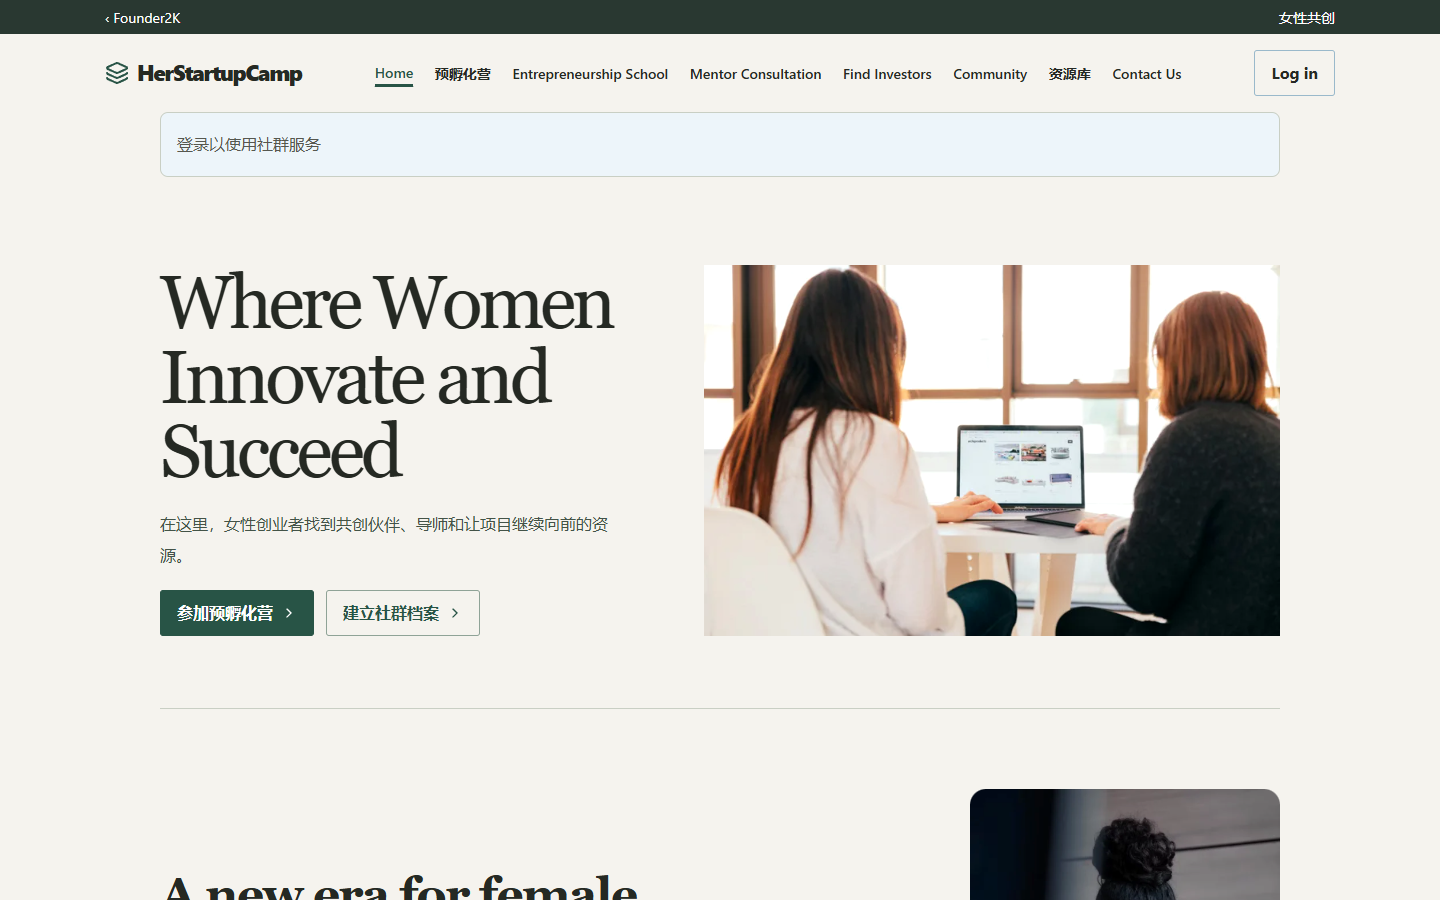 ‹ Founder2K
女性共创
HerStartupCamp
Home
预孵化营
Entrepreneurship School
Mentor Consultation
Find Investors
Community
资源库
Contact Us
Log in
登录以使用社群服务
Where Women
Innovate and
Succeed
在这里，女性创业者找到共创伙伴、导师和让项目继续向前的资
源。
参加预孵化营
建立社群档案
A new era for female